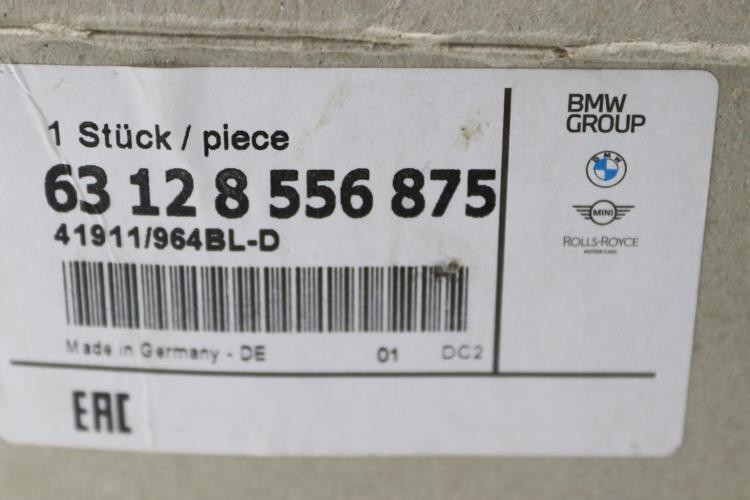 1 Stück / piece
63 12 8 556 875
41911/964BL-D
Made in Germany - DE 01 DC2
EAC
BMW
GROUP
BMW
MINI
ROLLS-ROYCE
MOTOR CARS